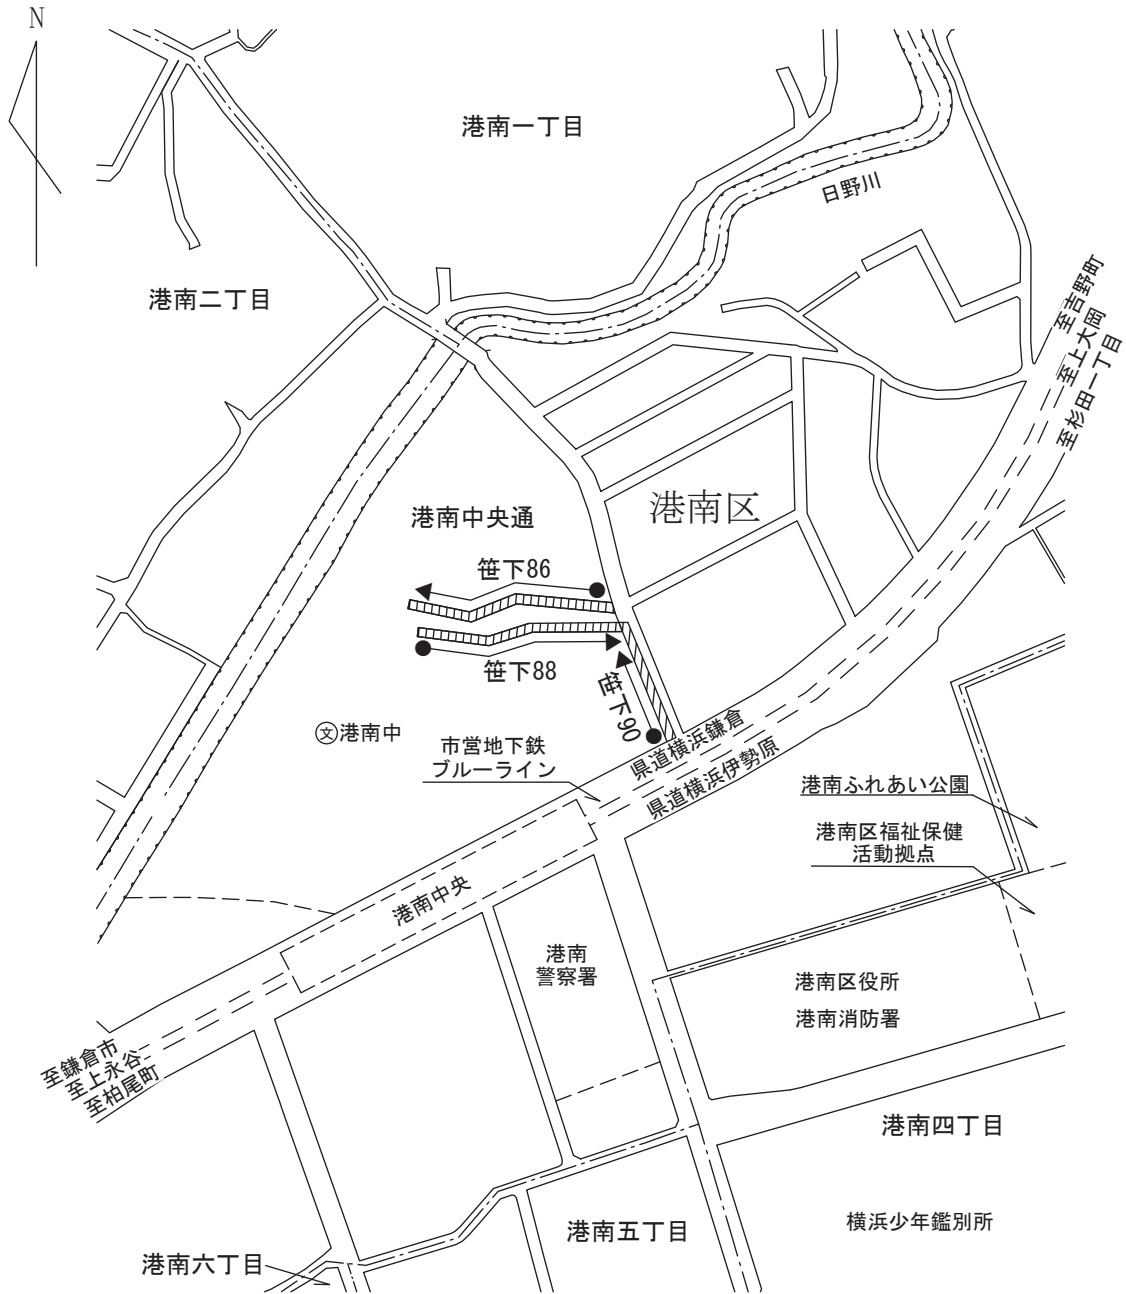 N
港南一丁目
日野川
港南二丁目
至吉野町
至上大岡
至杉田一丁目
港南区
港南中央通
笹下86
笹下88
笹下90
文港南中
市営地下鉄
ブルーライン
県道横浜鎌倉
県道横浜伊勢原
港南ふれあい公園
港南区福祉保健
活動拠点
港南中央
港南
警察署
港南区役所
港南消防署
至鎌倉市
至上永谷
至柏尾町
港南四丁目
横浜少年鑑別所
港南五丁目
港南六丁目